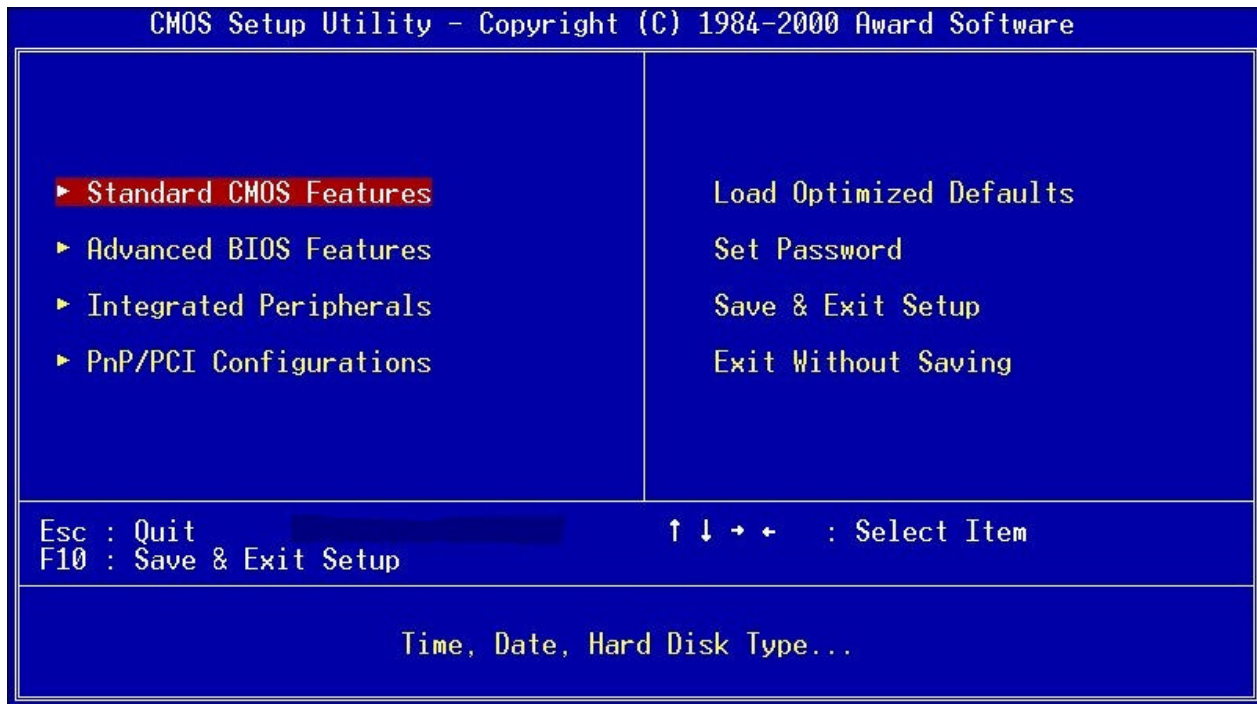 CMOS Setup Utility - Copyright (C) 1984-2000 Award Software
► Standard CMOS Features
► Advanced BIOS Features
► Integrated Peripherals
► PnP/PCI Configurations
Load Optimized Defaults
Set Password
Save & Exit Setup
Exit Without Saving
Esc : Quit
↑ ↓ → ← : Select Item
F10 : Save & Exit Setup
Time, Date, Hard Disk Type...